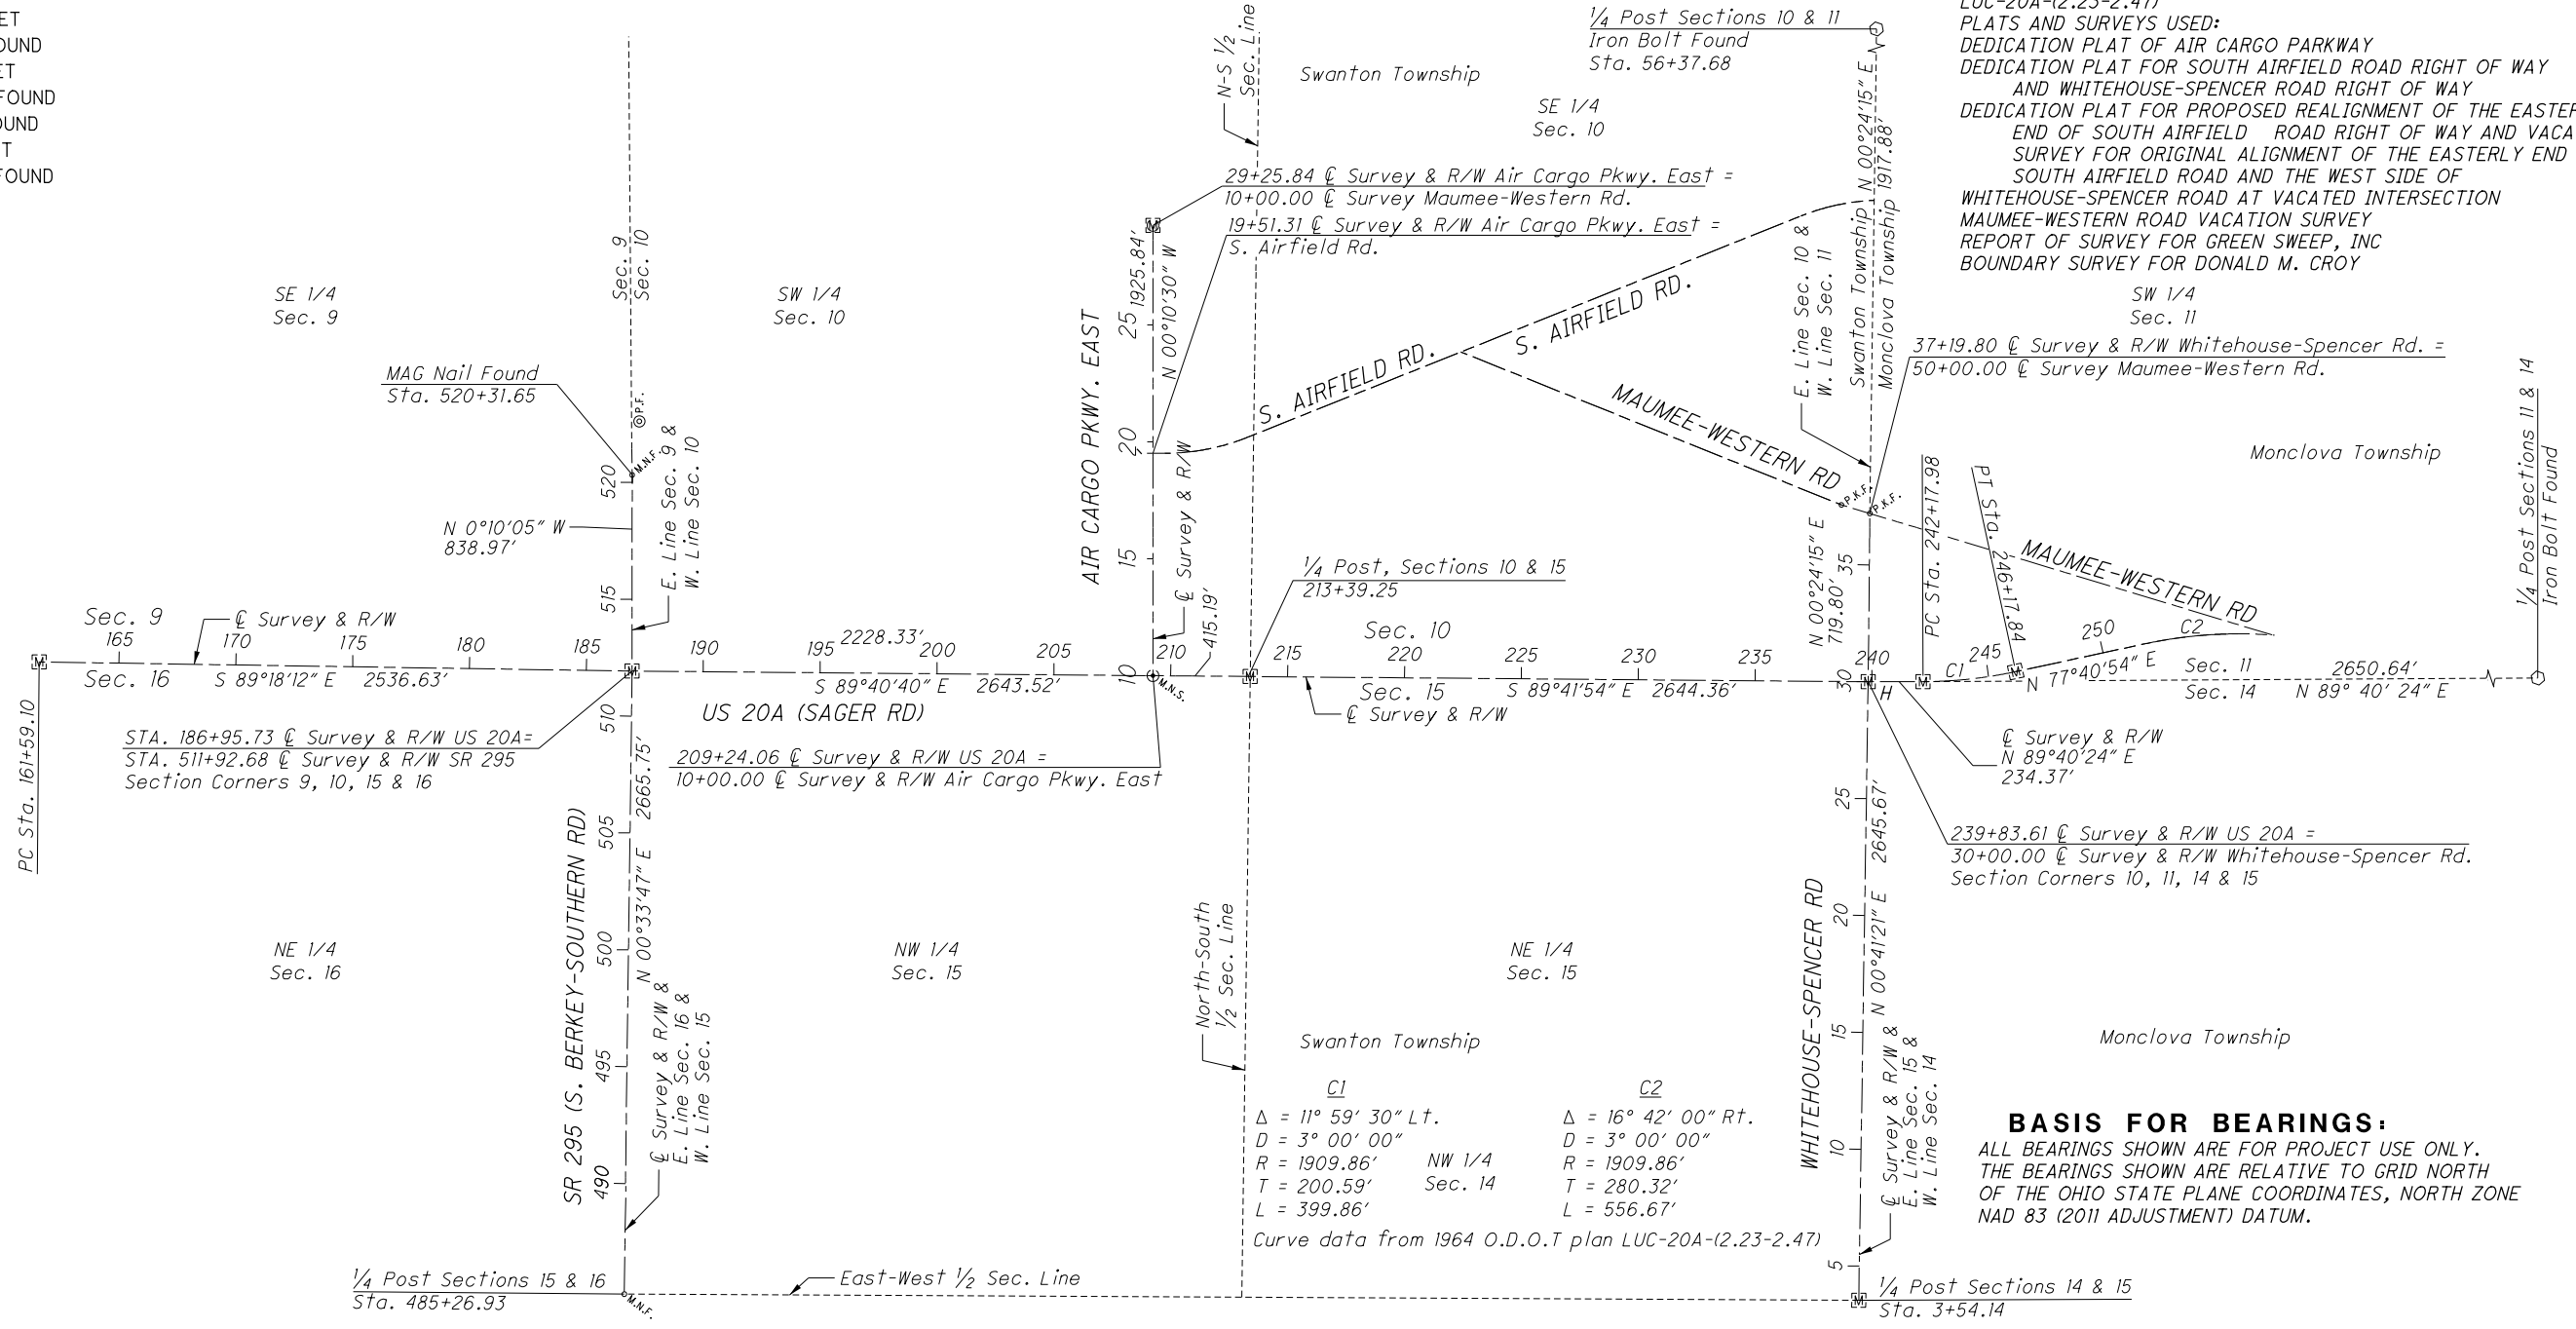 ET
OUND
ET
FOUND
OUND
T
FOUND
LUC-20A-(2.23-2.47)
PLATS AND SURVEYS USED:
DEDICATION PLAT OF AIR CARGO PARKWAY
DEDICATION PLAT FOR SOUTH AIRFIELD ROAD RIGHT OF WAY
AND WHITEHOUSE-SPENCER ROAD RIGHT OF WAY
DEDICATION PLAT FOR PROPOSED REALIGNMENT OF THE EASTER
END OF SOUTH AIRFIELD ROAD RIGHT OF WAY AND VACA
SURVEY FOR ORIGINAL ALIGNMENT OF THE EASTERLY END
SOUTH AIRFIELD ROAD AND THE WEST SIDE OF
WHITEHOUSE-SPENCER ROAD AT VACATED INTERSECTION
MAUMEE-WESTERN ROAD VACATION SURVEY
REPORT OF SURVEY FOR GREEN SWEEP, INC
BOUNDARY SURVEY FOR DONALD M. CROY
N-S 1/2
Sec. Line
Swanton Township
1/4 Post Sections 10 & 11
Iron Bolt Found
Sta. 56+37.68
SE 1/4
Sec. 10
N 00°24'15" E
1917.88'
Swanton Township
Monclova Township
E. Line Sec. 10 &
W. Line Sec. 11
29+25.84 ℄ Survey & R/W Air Cargo Pkwy. East =
10+00.00 ℄ Survey Maumee-Western Rd.
19+51.31 ℄ Survey & R/W Air Cargo Pkwy. East =
S. Airfield Rd.
Sec. 9
Sec. 10
SE 1/4
Sec. 9
SW 1/4
Sec. 10
SW 1/4
Sec. 11
MAG Nail Found
Sta. 520+31.65
P.F.
M.N.F.
520
515
510
505
500
495
490
N 0°10'05" W
838.97'
E. Line Sec. 9 &
W. Line Sec. 10
AIR CARGO PKWY. EAST
1925.84'
N 00°10'30" W
25
20
15
10
℄ Survey & R/W
415.19'
S. AIRFIELD RD.
S. AIRFIELD RD.
MAUMEE-WESTERN RD
P.K.F.
P.K.F.
37+19.80 ℄ Survey & R/W Whitehouse-Spencer Rd. =
50+00.00 ℄ Survey Maumee-Western Rd.
Monclova Township
1/4 Post Sections 11 & 14
Iron Bolt Found
PC Sta. 242+17.98
PT Sta. 246+17.84
MAUMEE-WESTERN RD
N 00°24'15" E
719.80'
35
30
1/4 Post, Sections 10 & 15
213+39.25
Sec. 9
℄ Survey & R/W
165
170
175
180
185
190
195
2228.33'
200
205
210
215
220
225
230
235
240
245
250
Sec. 10
C1
C2
Sec. 16
S 89°18'12" E 2536.63'
S 89°40'40" E 2643.52'
M.N.S.
Sec. 15
S 89°41'54" E 2644.36'
H
N 77°40'54" E
Sec. 11
Sec. 14
2650.64'
N 89° 40' 24" E
M
M
M
M
M
M
M
M
PC Sta. 161+59.10
US 20A (SAGER RD)
℄ Survey & R/W
STA. 186+95.73 ℄ Survey & R/W US 20A=
STA. 511+92.68 ℄ Survey & R/W SR 295
Section Corners 9, 10, 15 & 16
209+24.06 ℄ Survey & R/W US 20A =
10+00.00 ℄ Survey & R/W Air Cargo Pkwy. East
℄ Survey & R/W
N 89°40'24" E
234.37'
239+83.61 ℄ Survey & R/W US 20A =
30+00.00 ℄ Survey & R/W Whitehouse-Spencer Rd.
Section Corners 10, 11, 14 & 15
SR 295 (S. BERKEY-SOUTHERN RD)
N 00°33'47" E 2665.75'
℄ Survey & R/W &
E. Line Sec. 16 &
W. Line Sec. 15
NE 1/4
Sec. 16
NW 1/4
Sec. 15
North-South
1/2 Sec. Line
NE 1/4
Sec. 15
WHITEHOUSE-SPENCER RD
25
20
15
10
5
N 00°41'21" E 2645.67'
℄ Survey & R/W &
E. Line Sec. 15 &
W. Line Sec. 14
Swanton Township
Monclova Township
C1
Δ = 11° 59' 30" Lt.
D = 3° 00' 00"
R = 1909.86'
T = 200.59'
L = 399.86'
NW 1/4
Sec. 14
C2
Δ = 16° 42' 00" Rt.
D = 3° 00' 00"
R = 1909.86'
T = 280.32'
L = 556.67'
Curve data from 1964 O.D.O.T plan LUC-20A-(2.23-2.47)
BASIS FOR BEARINGS:
ALL BEARINGS SHOWN ARE FOR PROJECT USE ONLY.
THE BEARINGS SHOWN ARE RELATIVE TO GRID NORTH
OF THE OHIO STATE PLANE COORDINATES, NORTH ZONE
NAD 83 (2011 ADJUSTMENT) DATUM.
1/4 Post Sections 15 & 16
Sta. 485+26.93
M.N.F.
East-West 1/2 Sec. Line
1/4 Post Sections 14 & 15
Sta. 3+54.14